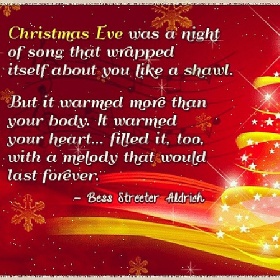 Christmas Eve was a night
of song that wrapped
itself about you like a shawl.
But it warmed more than
your body. It warmed
your heart... filled it, too,
with a melody that would
last forever.
~ Bess Streeter Aldrich